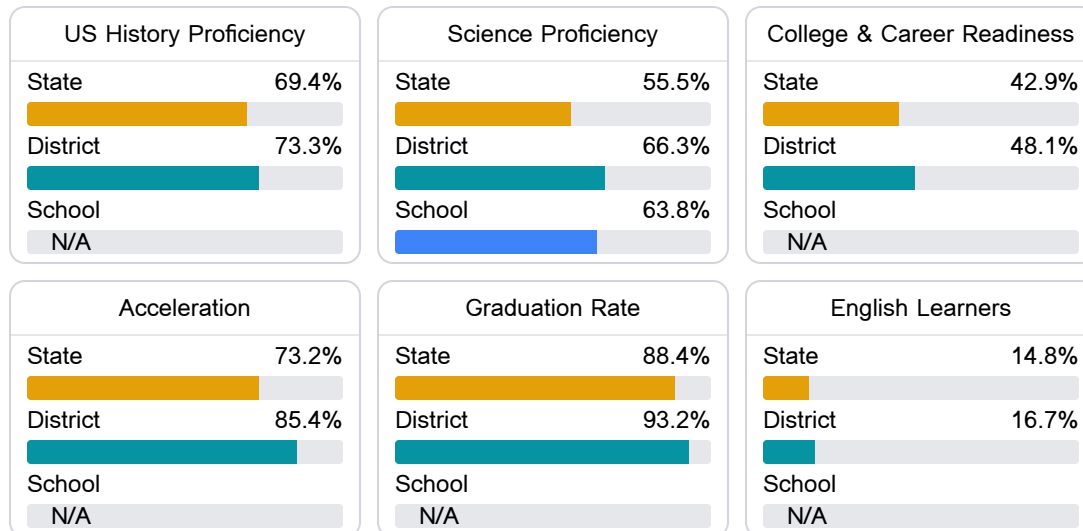 US History Proficiency
State 69.4%
District 73.3%
School
N/A
Science Proficiency
State 55.5%
District 66.3%
School 63.8%
College & Career Readiness
State 42.9%
District 48.1%
School
N/A
Acceleration
State 73.2%
District 85.4%
School
N/A
Graduation Rate
State 88.4%
District 93.2%
School
N/A
English Learners
State 14.8%
District 16.7%
School
N/A